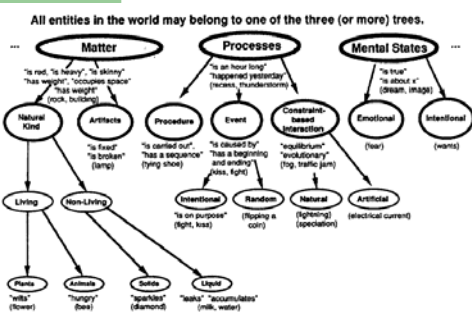 All entities in the world may belong to one of the three (or more) trees.
... Matter Processes Mental States ...
"is red, "is heavy", "is skinny"
"has weight", "occupies space"
"has weight"
(rock, building)
"is an hour long"
"happened yesterday"
(recess, thunderstorm)
"is true"
"is about x"
(dream, image)
Natural
Kind
Artifacts
Procedure
Event
Constraint-
based
Interaction
Emotional
Intentional
"is fixed"
"is broken"
(lamp)
"is carried out",
"has a sequence"
(tying shoe)
"is caused by"
"has a beginning
and ending"
(kiss, fight)
"equilibrium"
"evolutionary"
(fog, traffic jam)
(fear)
(wants)
Living
Non-Living
Intentional
Random
Natural
Artificial
"is on purpose"
(fight, kiss)
(flipping a
coin)
(lightning)
(speciation)
(electrical current)
Plants
Animals
Solids
Liquid
"wilts"
(flower)
"hungry"
(bee)
"sparkles"
(diamond)
"leaks" "accumulates"
(milk, water)